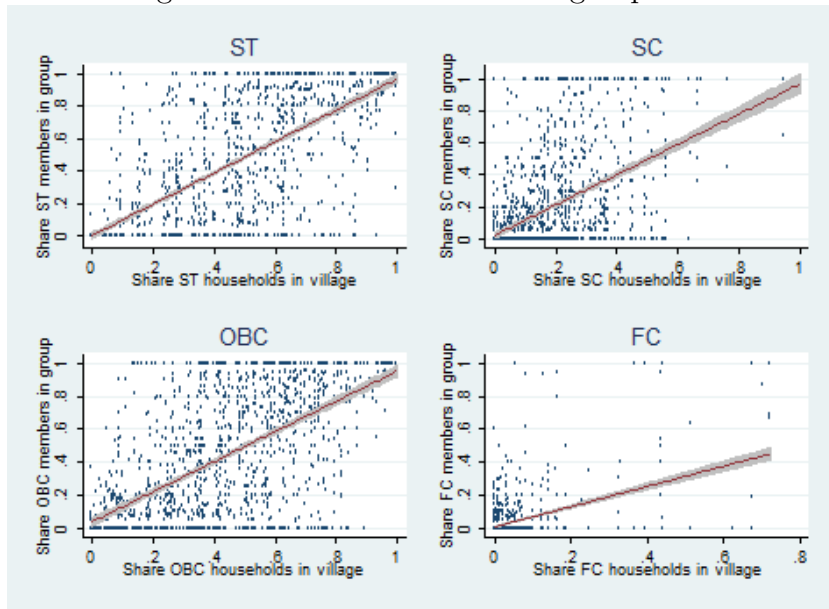 ST
Share ST members in group
0 .2 .4 .6 .8 1
0 .2 .4 .6 .8 1
Share ST households in village
SC
Share SC members in group
0 .2 .4 .6 .8 1
0 .2 .4 .6 .8 1
Share SC households in village
OBC
Share OBC members in group
0 .2 .4 .6 .8 1
0 .2 .4 .6 .8 1
Share OBC households in village
FC
Share FC members in group
0 .2 .4 .6 .8 1
0 .2 .4 .6 .8
Share FC households in village